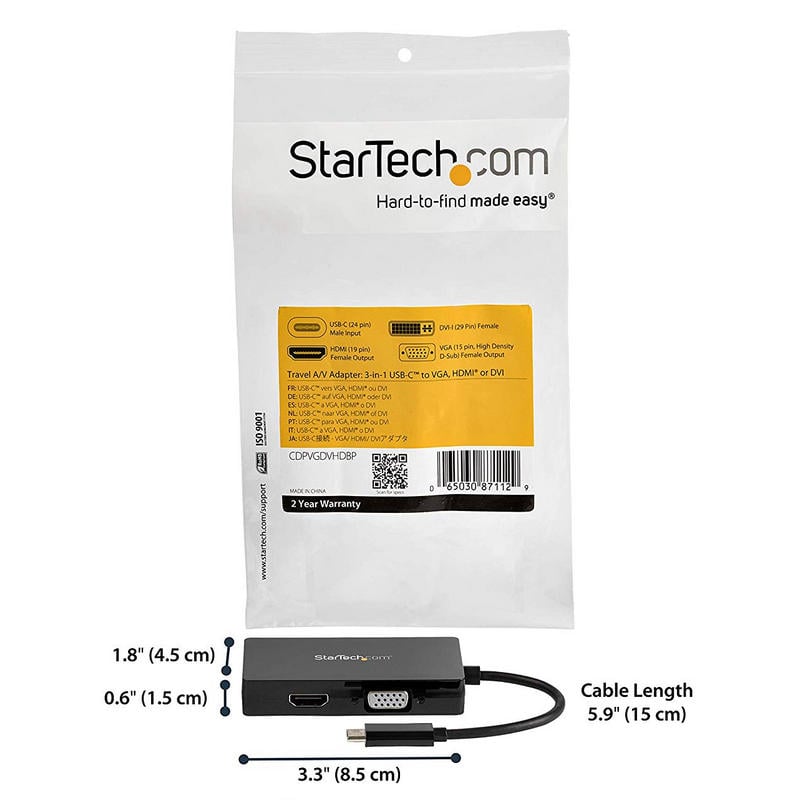 StarTech.com
Hard-to-find made easy®
USB-C (24 pin)
Male Input
DVI-I (29 Pin) Female
HDMI (19 pin)
Female Output
VGA (15 pin, High Density
D-Sub) Female Output
Travel A/V Adapter: 3-in-1 USB-C™ to VGA, HDMI® or DVI
FR: USB-C™ vers VGA, HDMI® ou DVI
DE: USB-C™ auf VGA, HDMI® oder DVI
ES: USB-C™ a VGA, HDMI® o DVI
NL: USB-C™ naar VGA, HDMI® of DVI
PT: USB-C™ para VGA, HDMI® ou DVI
IT: USB-C™ a VGA, HDMI® o DVI
JA: USB-C接続 - VGA/ HDMI/ DVIアダプタ
CDPVGDVHDBP
MADE IN CHINA
Scan for specs
0 65030 87112 9
2 Year Warranty
ISO 9001
www.startech.com/support
StarTech.com
1.8" (4.5 cm)
0.6" (1.5 cm)
Cable Length
5.9" (15 cm)
3.3" (8.5 cm)